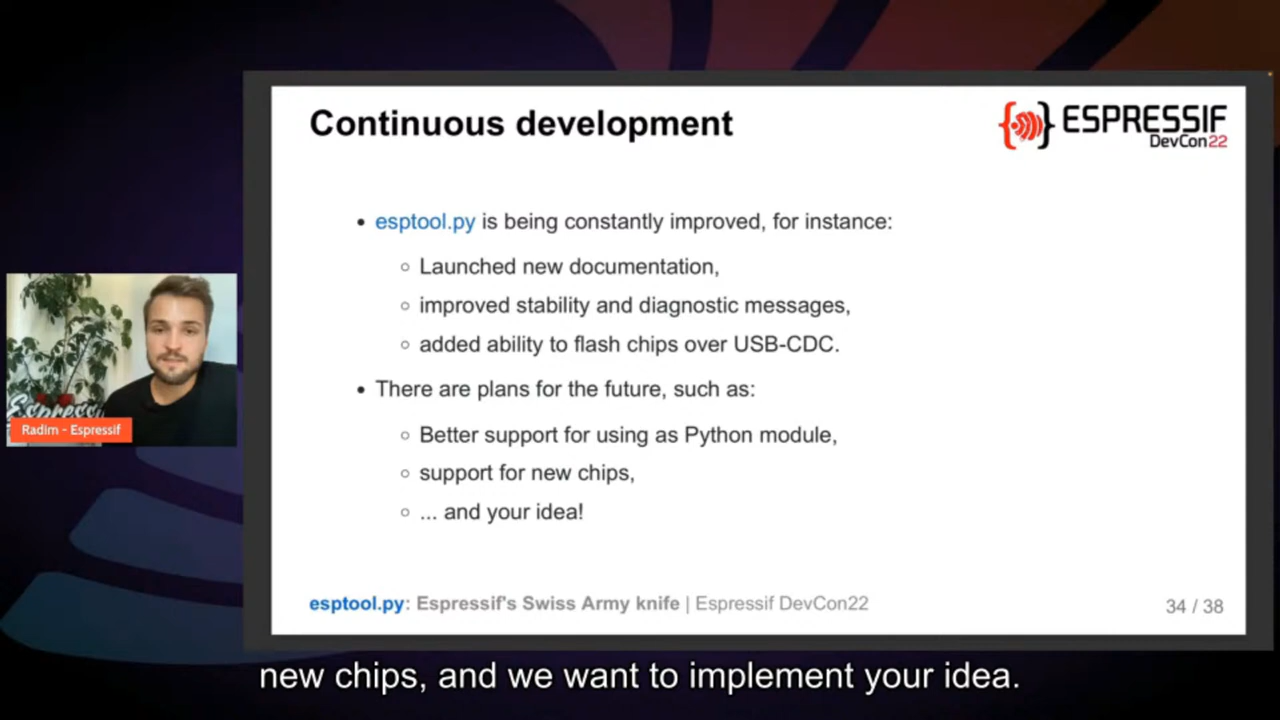 Continuous development
ESPRESSIF
DevCon22
esptool.py is being constantly improved, for instance:
Launched new documentation,
improved stability and diagnostic messages,
added ability to flash chips over USB-CDC.
There are plans for the future, such as:
Better support for using as Python module,
support for new chips,
... and your idea!
Espress
Radim - Espressif
esptool.py: Espressif's Swiss Army knife | Espressif DevCon22
34 / 38
new chips, and we want to implement your idea.